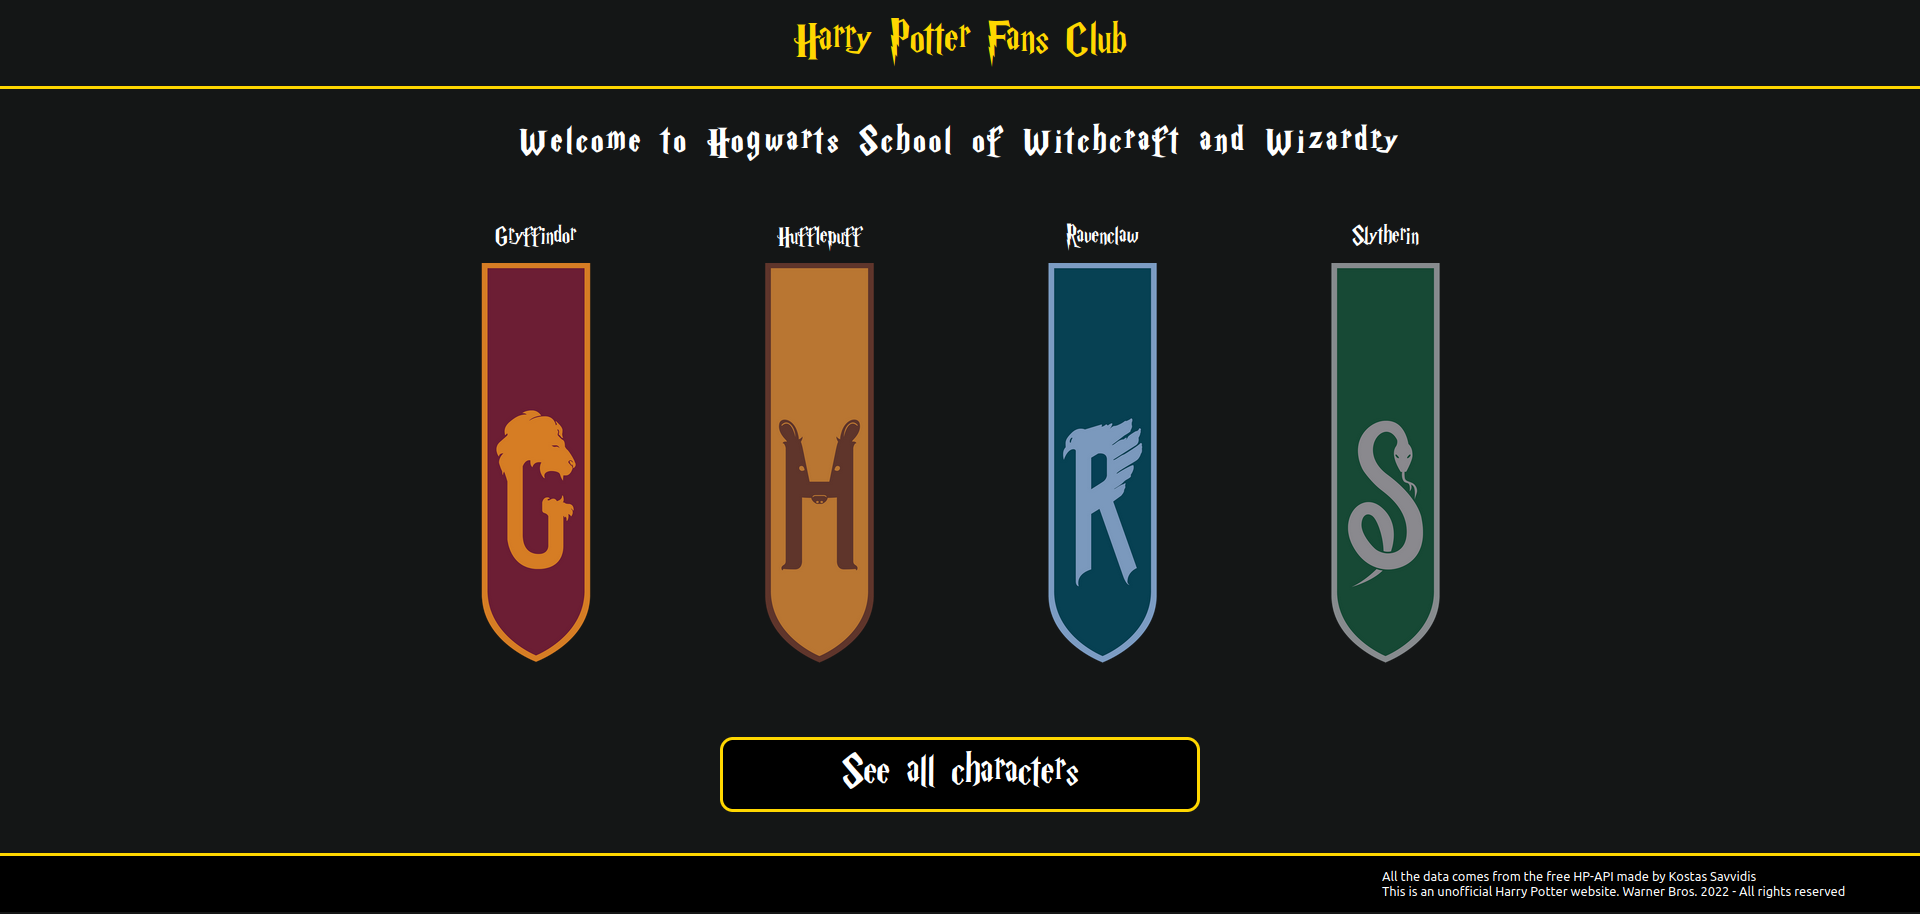 Harry Potter Fans Club
Welcome to Hogwarts School of Witchcraft and Wizardry
Gryffindor
Hufflepuff
Ravenclaw
Slytherin
G
H
R
S
See all characters
All the data comes from the free HP-API made by Kostas Savvidis
This is an unofficial Harry Potter website. Warner Bros. 2022 - All rights reserved